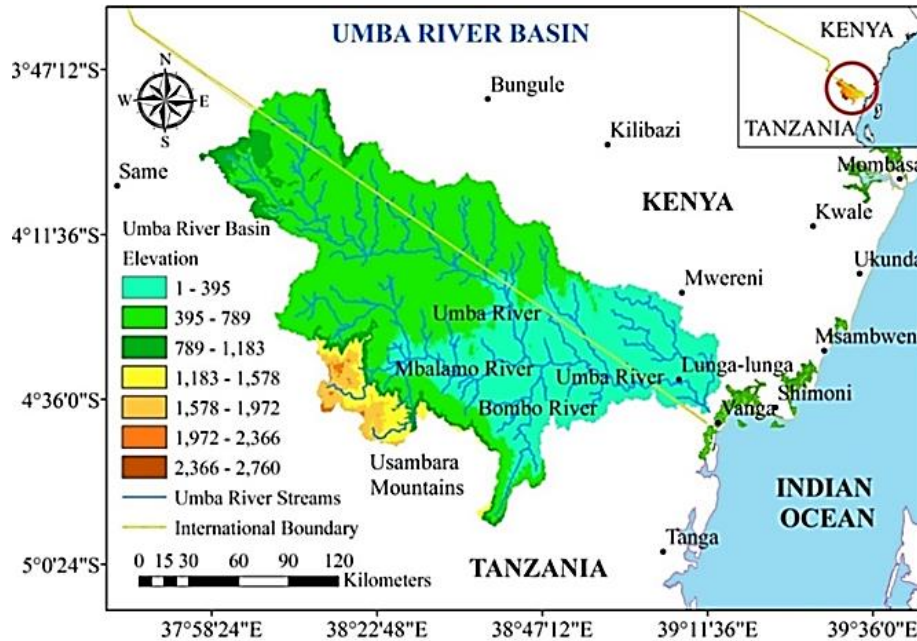 UMBA RIVER BASIN
KENYA
TANZANIA
3°47'12"S
4°11'36"S
4°36'0"S
5°0'24"S
N
W E
S
Bungule
Kilibazi
Same
KENYA
Mombasa
Kwale
Ukunda
Mwereni
Msambwen
Umba River
Mbalamo River
Umba River
Lunga-lunga
Bombo River
Shimoni
Vanga
Usambara
Mountains
INDIAN
OCEAN
Tanga
TANZANIA
Umba River Basin
Elevation
1 - 395
395 - 789
789 - 1,183
1,183 - 1,578
1,578 - 1,972
1,972 - 2,366
2,366 - 2,760
Umba River Streams
International Boundary
0 15 30 60 90 120
Kilometers
37°58'24"E 38°22'48"E 38°47'12"E 39°11'36"E 39°36'0"E